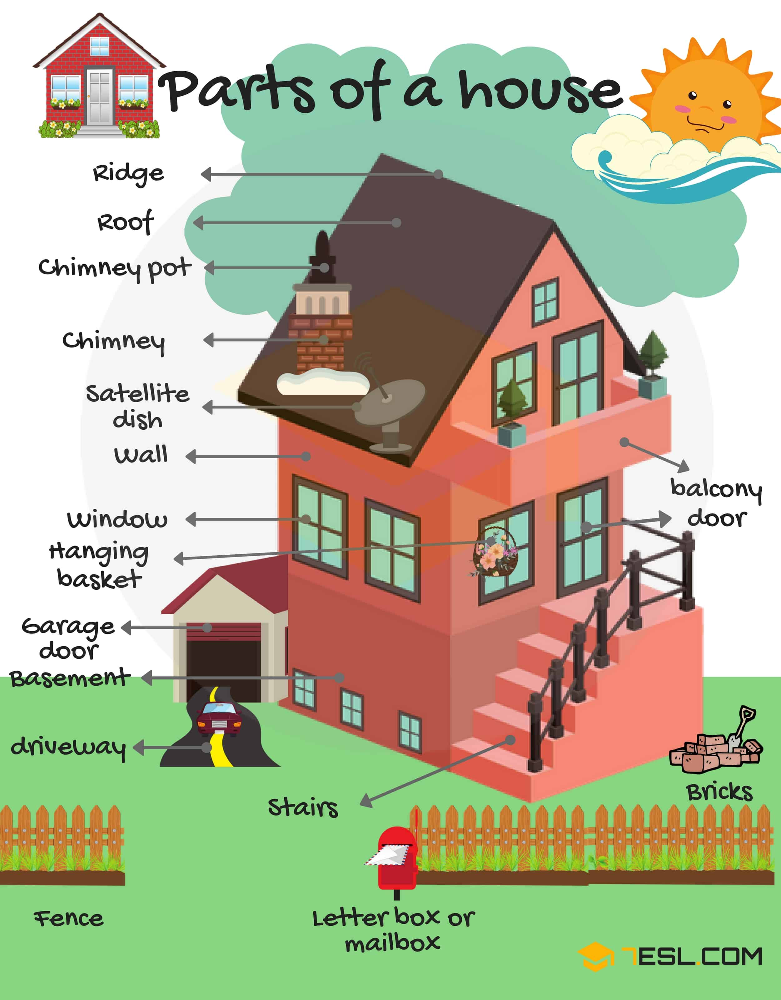 Parts of a house
Ridge
Roof
Chimney pot
Chimney
Satellite
dish
Wall
balcony
Window
door
Hanging
basket
Garage
door
Basement
driveway
Bricks
Stairs
Fence
Letter box or
mailbox
7ESL.COM